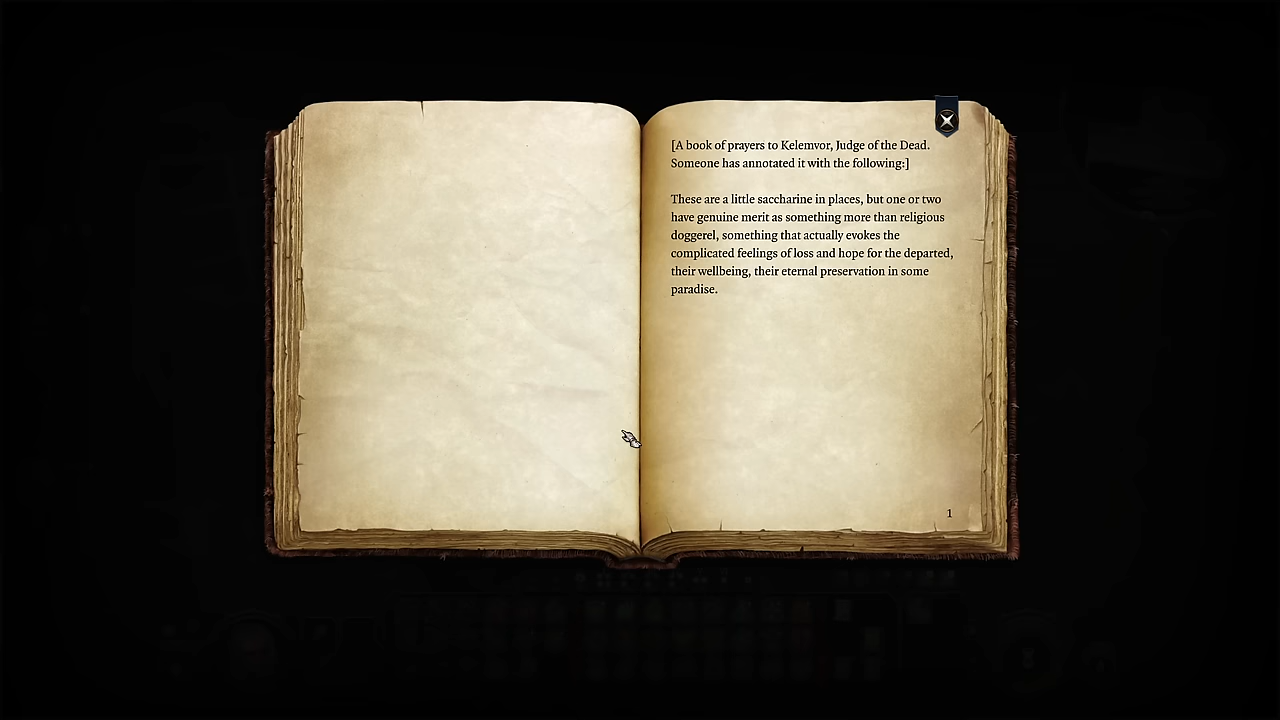 [A book of prayers to Kelemvor, Judge of the Dead.
Someone has annotated it with the following:]
These are a little saccharine in places, but one or two
have genuine merit as something more than religious
doggerel, something that actually evokes the
complicated feelings of loss and hope for the departed,
their wellbeing, their eternal preservation in some
paradise.
1